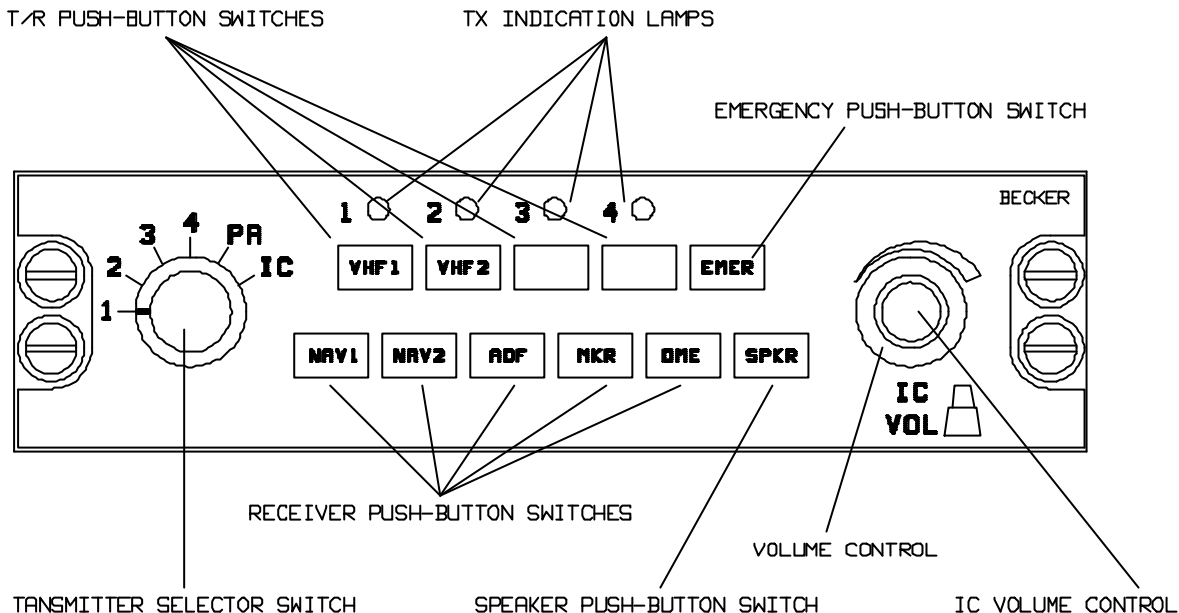 T/R PUSH-BUTTON SWITCHES
TX INDICATION LAMPS
EMERGENCY PUSH-BUTTON SWITCH
BECKER
1 2 3 4
1 2 3 4 PA IC
VHF1 VHF2 EMER
NAV1 NAV2 ADF MKR DME SPKR
IC
VOL
RECEIVER PUSH-BUTTON SWITCHES
VOLUME CONTROL
TANSMITTER SELECTOR SWITCH
SPEAKER PUSH-BUTTON SWITCH
IC VOLUME CONTROL